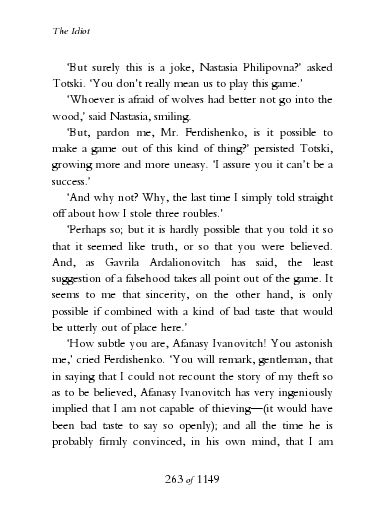 The Idiot
‘But surely this is a joke, Nastasia Philipovna?’ asked
Totski. ‘You don’t really mean us to play this game.’
‘Whoever is afraid of wolves had better not go into the
wood,’ said Nastasia, smiling.
‘But, pardon me, Mr. Ferdishenko, is it possible to
make a game out of this kind of thing?’ persisted Totski,
growing more and more uneasy. ‘I assure you it can’t be a
success.’
‘And why not? Why, the last time I simply told straight
off about how I stole three roubles.’
‘Perhaps so; but it is hardly possible that you told it so
that it seemed like truth, or so that you were believed.
And, as Gavrila Ardalionovitch has said, the least
suggestion of a falsehood takes all point out of the game. It
seems to me that sincerity, on the other hand, is only
possible if combined with a kind of bad taste that would
be utterly out of place here.’
‘How subtle you are, Afanasy Ivanovitch! You astonish
me,’ cried Ferdishenko. ‘You will remark, gentleman, that
in saying that I could not recount the story of my theft so
as to be believed, Afanasy Ivanovitch has very ingeniously
implied that I am not capable of thieving—(it would have
been bad taste to say so openly); and all the time he is
probably firmly convinced, in his own mind, that I am
263 of 1149